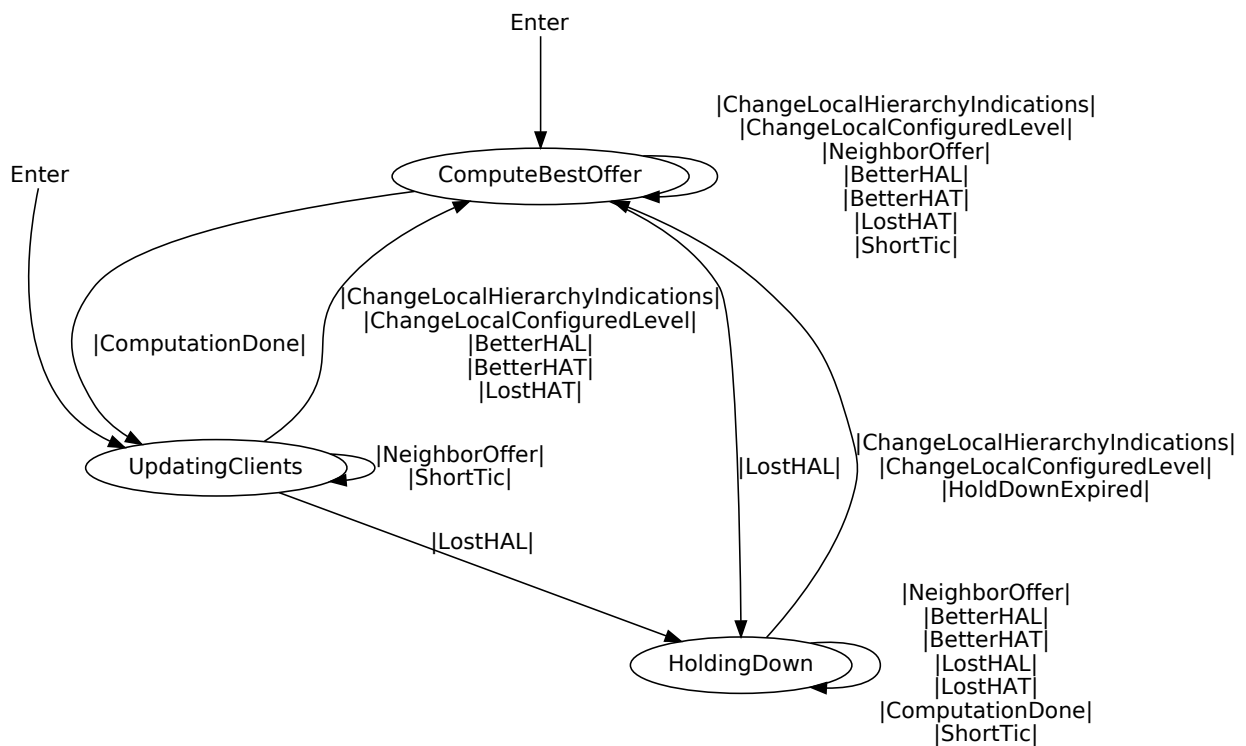 Enter
|ChangeLocalHierarchyIndications|
|ChangeLocalConfiguredLevel|
|NeighborOffer|
|BetterHAL|
|BetterHAT|
|LostHAT|
|ShortTic|
Enter
ComputeBestOffer
|ChangeLocalHierarchyIndications|
|ChangeLocalConfiguredLevel|
|BetterHAL|
|BetterHAT|
|LostHAT|
|ComputationDone|
UpdatingClients
|NeighborOffer|
|ShortTic|
|LostHAL|
|ChangeLocalHierarchyIndications|
|ChangeLocalConfiguredLevel|
|HoldDownExpired|
|LostHAL|
HoldingDown
|NeighborOffer|
|BetterHAL|
|BetterHAT|
|LostHAL|
|LostHAT|
|ComputationDone|
|ShortTic|